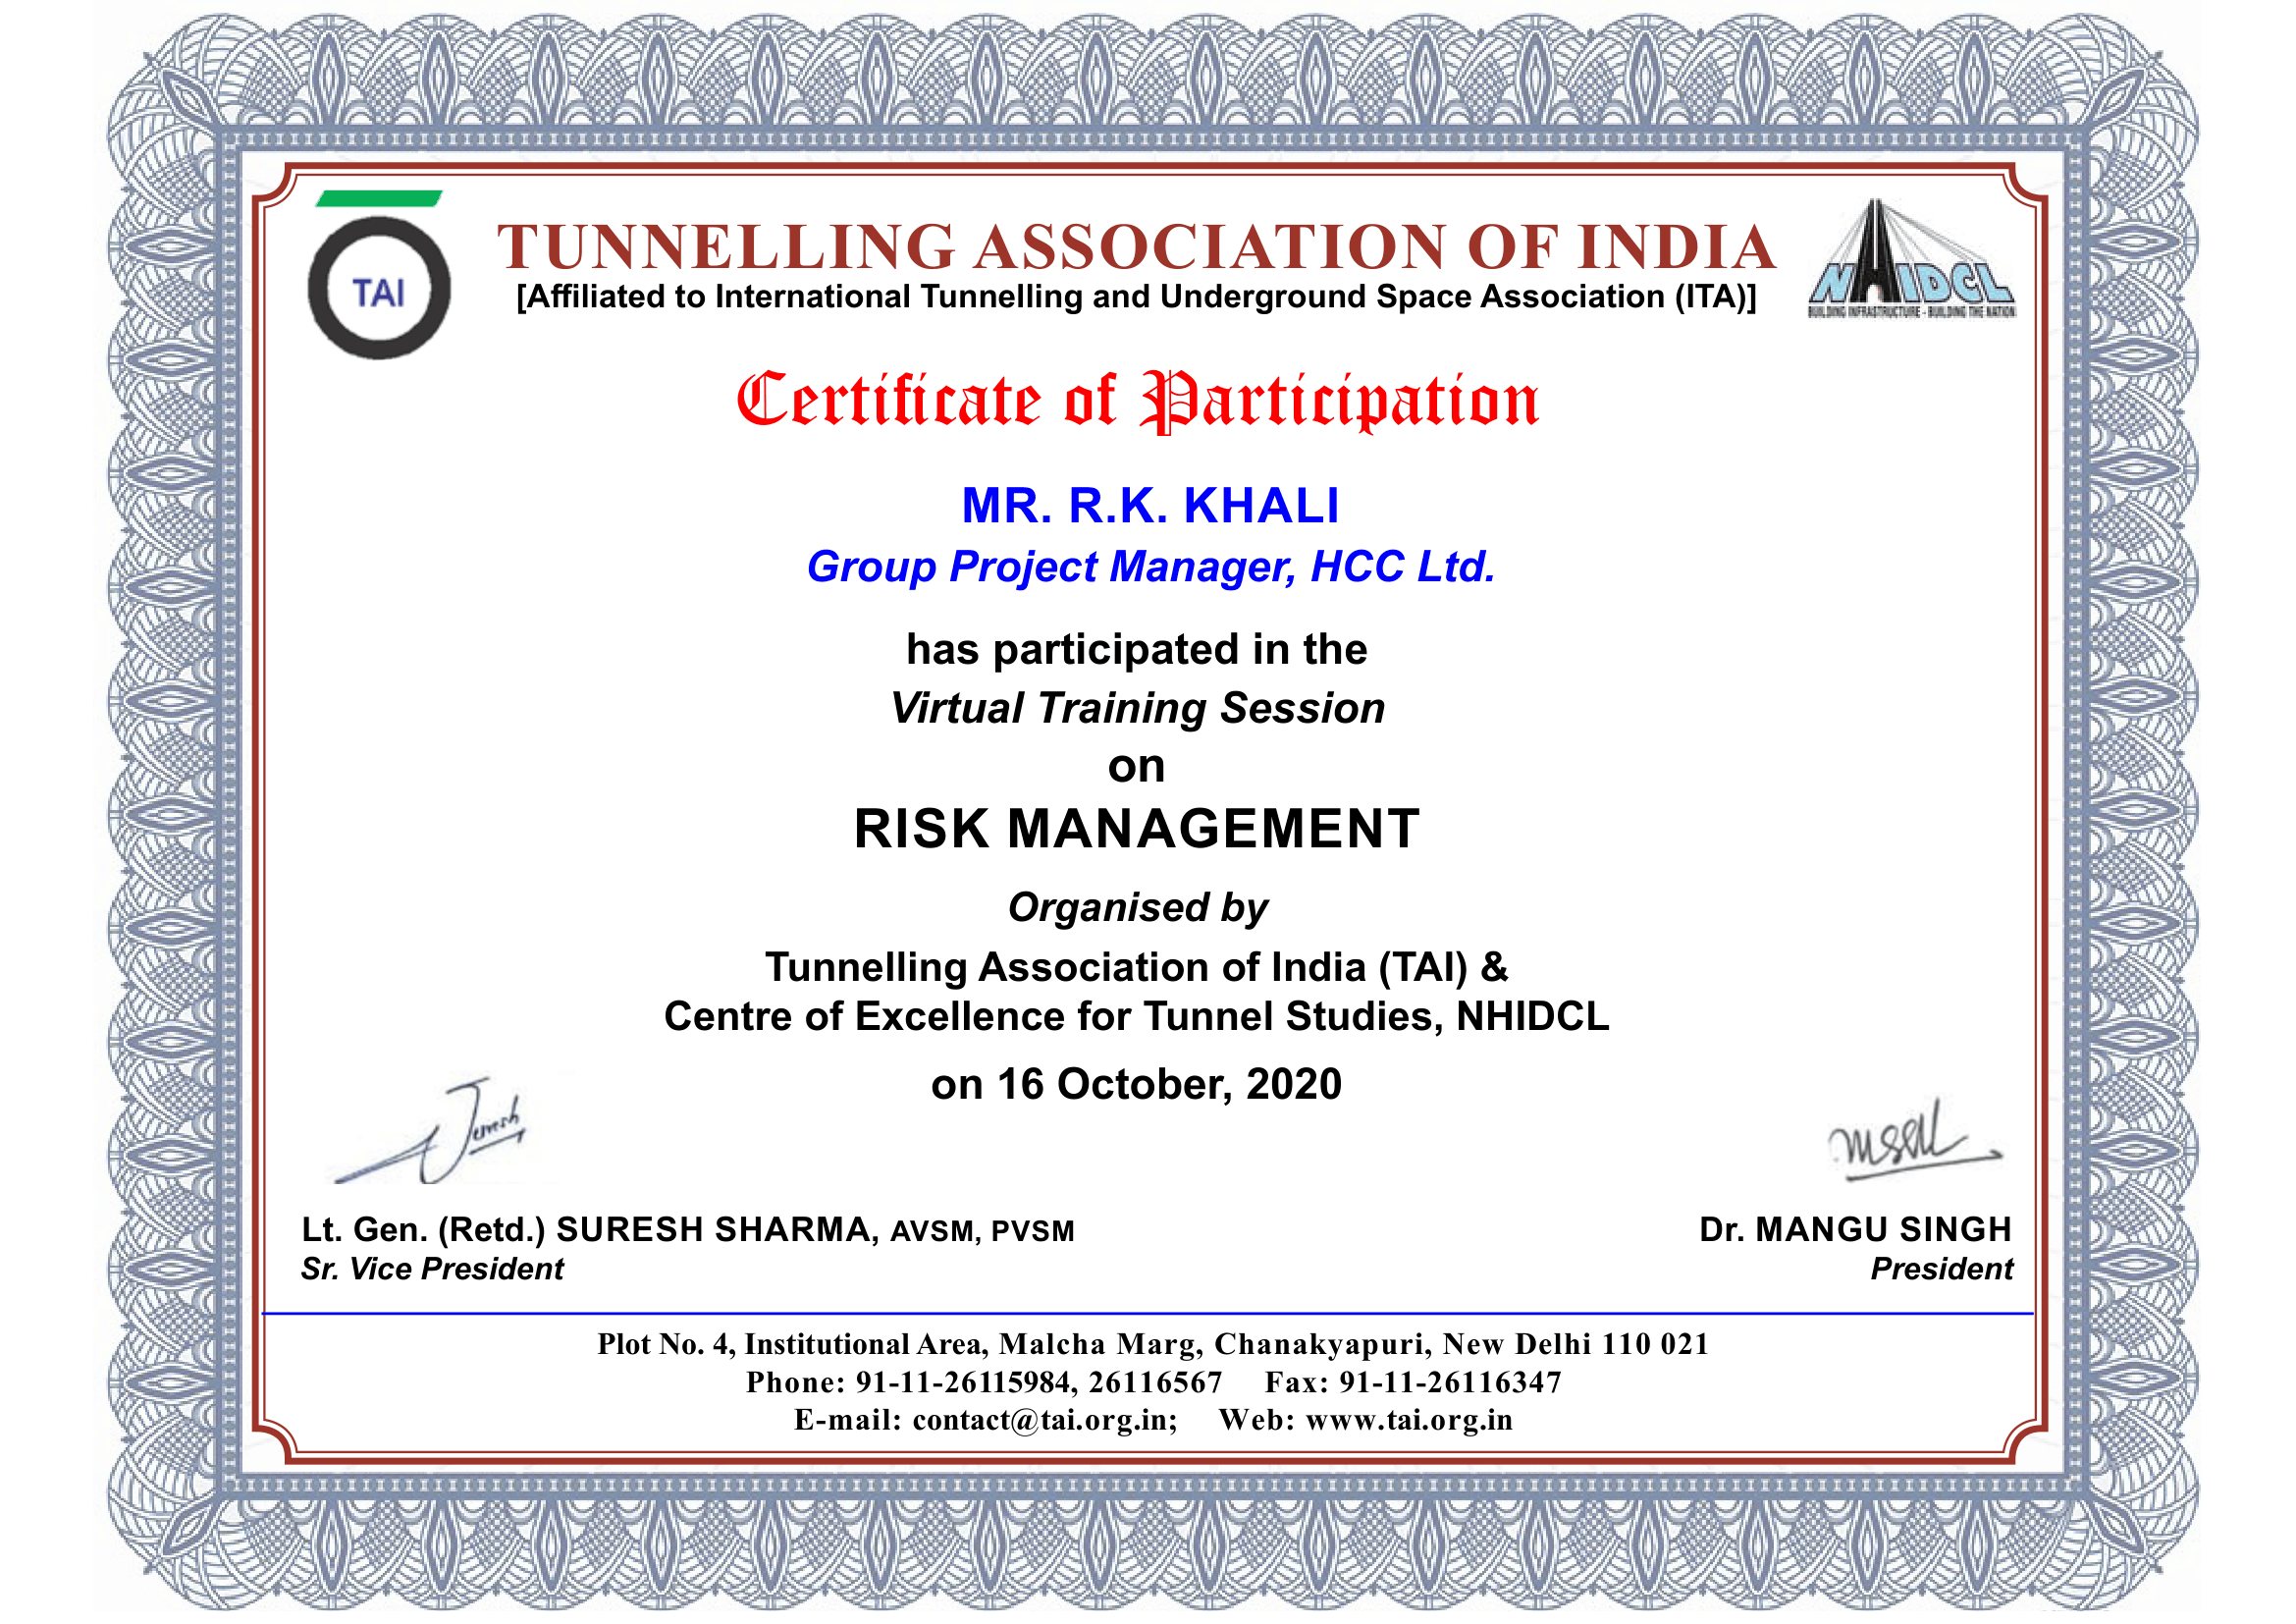 TAI
TUNNELLING ASSOCIATION OF INDIA
[Affiliated to International Tunnelling and Underground Space Association (ITA)]
NHIDCL
BUILDING INFRASTRUCTURE - BUILDING THE NATION
Certificate of Participation
MR. R.K. KHALI
Group Project Manager, HCC Ltd.
has participated in the
Virtual Training Session
on
RISK MANAGEMENT
Organised by
Tunnelling Association of India (TAI) &
Centre of Excellence for Tunnel Studies, NHIDCL
on 16 October, 2020
Lt. Gen. (Retd.) SURESH SHARMA, AVSM, PVSM
Sr. Vice President
Dr. MANGU SINGH
President
Plot No. 4, Institutional Area, Malcha Marg, Chanakyapuri, New Delhi 110 021
Phone: 91-11-26115984, 26116567 Fax: 91-11-26116347
E-mail: contact@tai.org.in; Web: www.tai.org.in